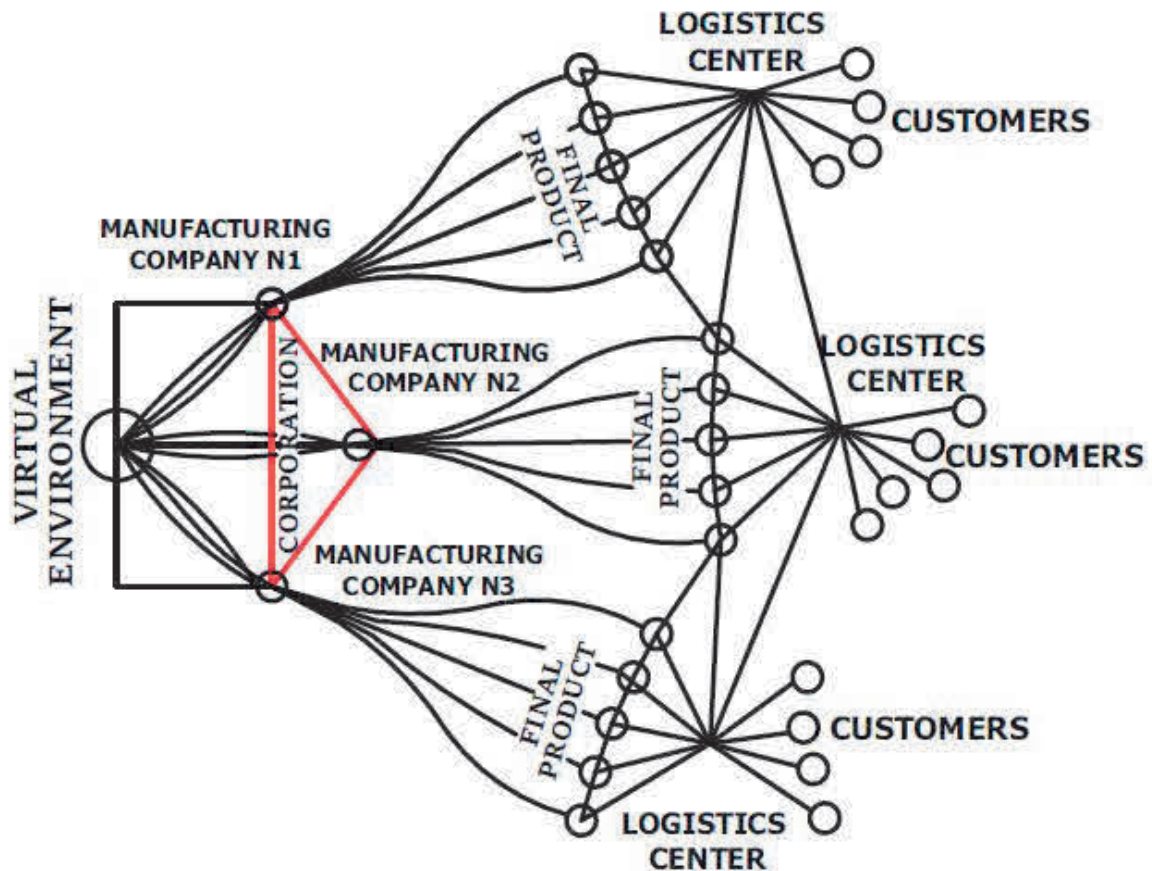 LOGISTICS
CENTER
CUSTOMERS
FINAL
PRODUCT
MANUFACTURING
COMPANY N1
VIRTUAL
ENVIRONMENT
CORPORATION
MANUFACTURING
COMPANY N2
FINAL
PRODUCT
LOGISTICS
CENTER
CUSTOMERS
MANUFACTURING
COMPANY N3
FINAL
PRODUCT
CUSTOMERS
LOGISTICS
CENTER